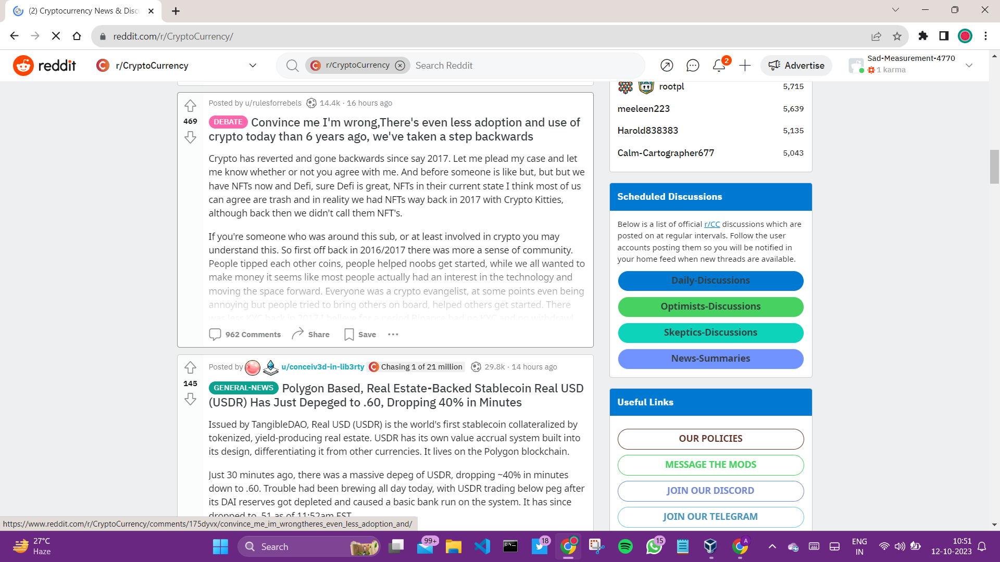 (2) Cryptocurrency News & Disc
reddit.com/r/CryptoCurrency/
reddit
r/CryptoCurrency
r/CryptoCurrency
Search Reddit
2
Advertise
Sad-Measurement-4770
1 karma
Posted by u/rulesforrebels 14.4k · 16 hours ago
469
DEBATE Convince me I'm wrong,There's even less adoption and use of
crypto today than 6 years ago, we've taken a step backwards
Crypto has reverted and gone backwards since say 2017. Let me plead my case and let
me know whether or not you agree with me. And before someone is like but, but but we
have NFTs now and Defi, sure Defi is great, NFTs in their current state I think most of us
can agree are trash and in reality we had NFTs way back in 2017 with Crypto Kitties,
although back then we didn't call them NFT's.
If you're someone who was around this sub, or at least involved in crypto you may
understand this. So first off back in 2016/2017 there was more a sense of community.
People tipped each other coins, people helped noobs get started, while we all wanted to
make money it seems like most people actually had an interest in the technology and
moving the space forward. Everyone was a crypto evangelist, at some points even being
annoying but people tried to bring others on board, helped others get started. There
was less KYC back in 2017 I believe for a period Binance had no KYC and no withdrawl
962 Comments
Share
Save
Posted by u/conceiv3d-in-lib3rty Chasing 1 of 21 million 29.8k · 14 hours ago
145
GENERAL-NEWS Polygon Based, Real Estate-Backed Stablecoin Real USD
(USDR) Has Just Depeged to .60, Dropping 40% in Minutes
Issued by TangibleDAO, Real USD (USDR) is the world's first stablecoin collateralized by
tokenized, yield-producing real estate. USDR has its own value accrual system built into
its design, differentiating it from other currencies. It lives on the Polygon blockchain.
Just 30 minutes ago, there was a massive depeg of USDR, dropping ~40% in minutes
down to .60. Trouble had been brewing all day today, with USDR trading below peg after
its DAI reserves got depleted and caused a basic bank run on the system. It has since
dropped to .51 as of 11:52am EST
rootpl 5,715
meeleen223 5,639
Harold838383 5,135
Calm-Cartographer677 5,043
Scheduled Discussions
Below is a list of official r/CC discussions which are
posted on at regular intervals. Follow the user
accounts posting them so you will be notified in
your home feed when new threads are available.
Daily-Discussions
Optimists-Discussions
Skeptics-Discussions
News-Summaries
Useful Links
OUR POLICIES
MESSAGE THE MODS
JOIN OUR DISCORD
JOIN OUR TELEGRAM
https://www.reddit.com/r/CryptoCurrency/comments/175dyvx/convince_me_im_wrongtheres_even_less_adoption_and/
27°C
Haze
Search
99+
18
15
A
ENG
IN
10:51
12-10-2023